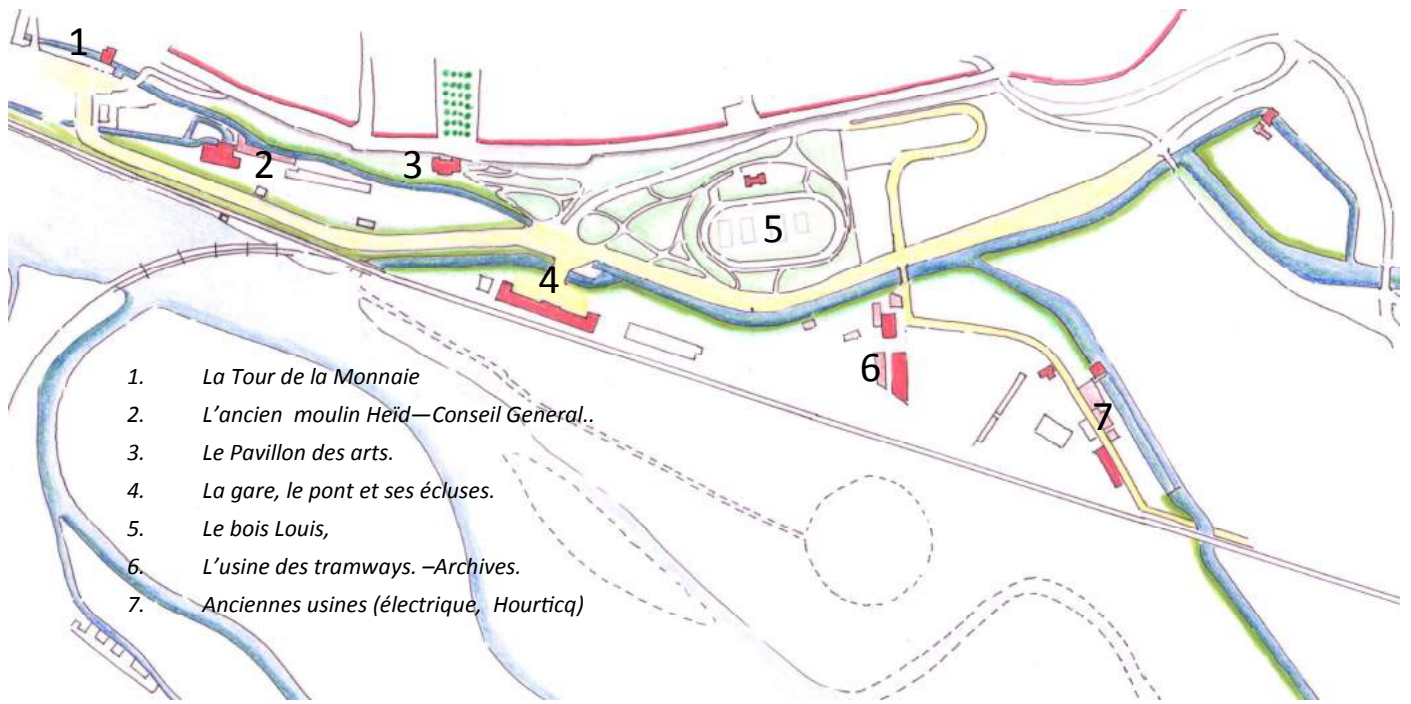 1
2
3
4
5
6
7
1. La Tour de la Monnaie
2. L’ancien moulin Heïd—Conseil General..
3. Le Pavillon des arts.
4. La gare, le pont et ses écluses.
5. Le bois Louis,
6. L’usine des tramways. –Archives.
7. Anciennes usines (électrique, Hourticq)